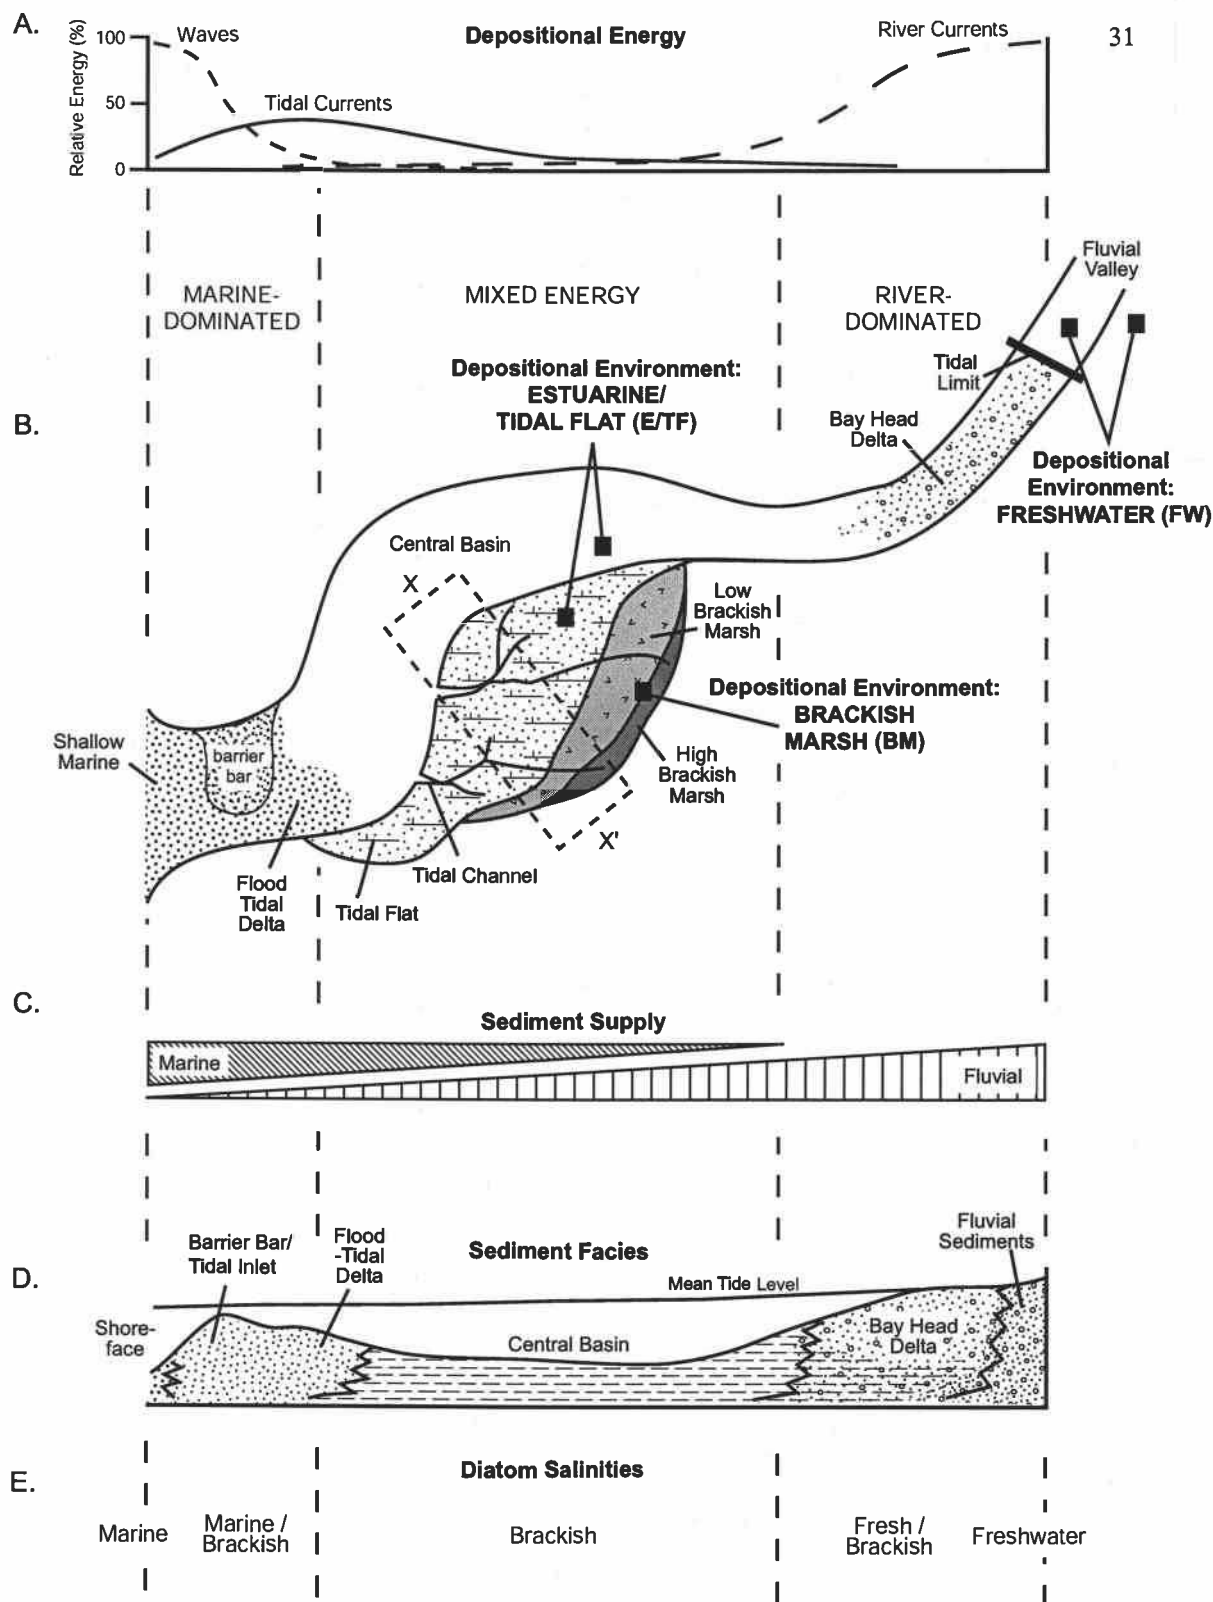 A.
31
Depositional Energy
Relative Energy (%)
100
50
0
Waves
Tidal Currents
River Currents
MARINE-
DOMINATED
MIXED ENERGY
RIVER-
DOMINATED
Fluvial
Valley
B.
Depositional Environment:
ESTUARINE/
TIDAL FLAT (E/TF)
Tidal
Limit
Bay Head
Delta
Depositional
Environment:
FRESHWATER (FW)
Central Basin
X
Low
Brackish
Marsh
Depositional Environment:
BRACKISH
MARSH (BM)
Shallow
Marine
barrier
bar
High
Brackish
Marsh
X'
Flood
Tidal
Delta
Tidal Flat
Tidal Channel
C.
Sediment Supply
Marine
Fluvial
D.
Sediment Facies
Barrier Bar/
Tidal Inlet
Flood
-Tidal
Delta
Fluvial
Sediments
Mean Tide Level
Shore-
face
Central Basin
Bay Head
Delta
E.
Diatom Salinities
Marine
Marine /
Brackish
Brackish
Fresh /
Brackish
Freshwater